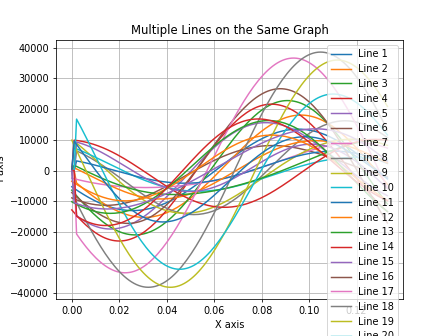 Multiple Lines on the Same Graph
40000
30000
20000
10000
0
−10000
−20000
−30000
−40000
0.00
0.02
0.04
0.06
0.08
0.10
X axis
Line 1
Line 2
Line 3
Line 4
Line 5
Line 6
Line 7
Line 8
Line 9
Line 10
Line 11
Line 12
Line 13
Line 14
Line 15
Line 16
Line 17
Line 18
Line 19
Line 20